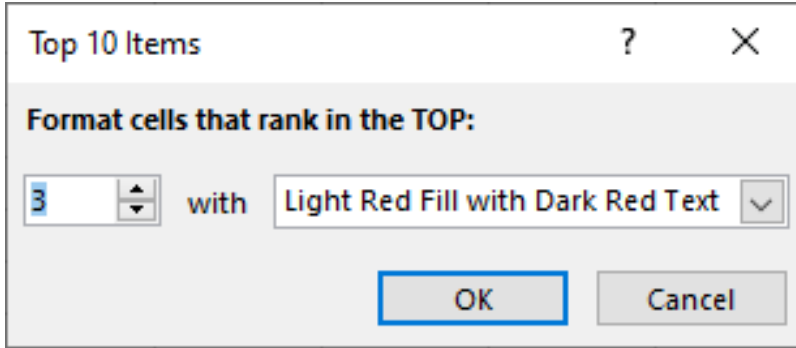 Top 10 Items ?
Format cells that rank in the TOP:
3 with Light Red Fill with Dark Red Text
OK Cancel